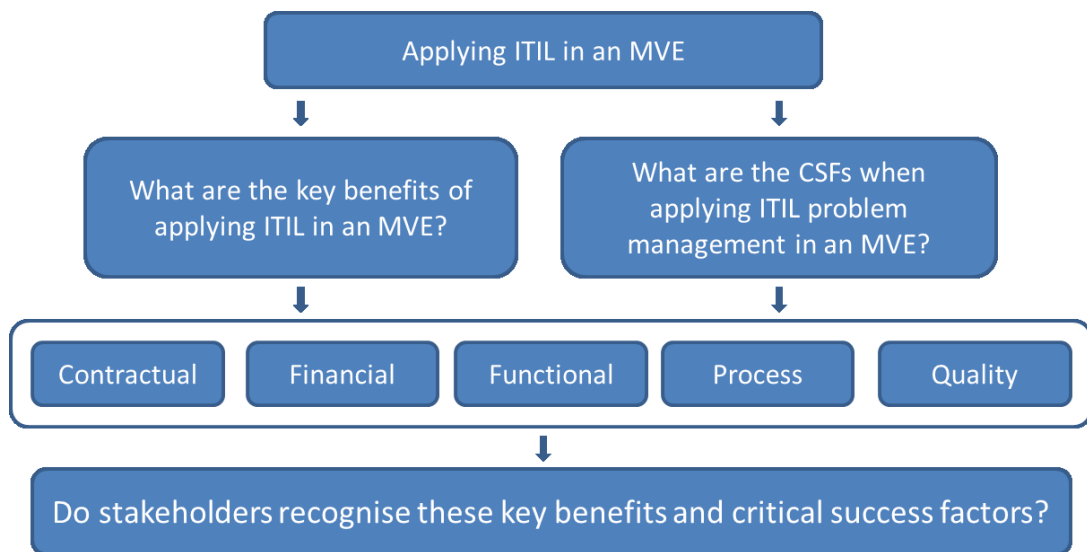 Applying ITIL in an MVE
What are the key benefits of
applying ITIL in an MVE?
What are the CSFs when
applying ITIL problem
management in an MVE?
Contractual
Financial
Functional
Process
Quality
Do stakeholders recognise these key benefits and critical success factors?